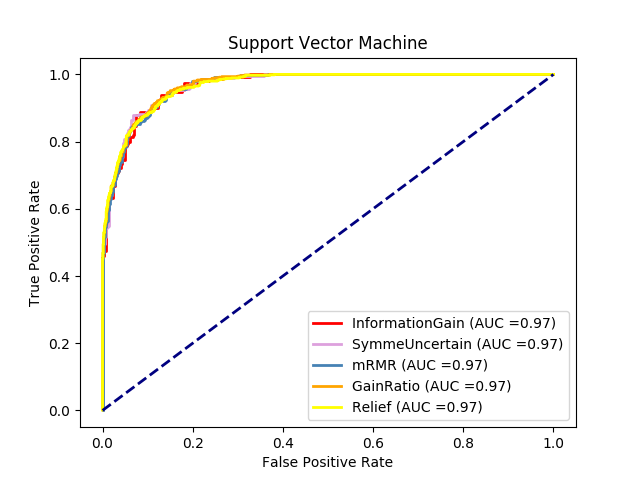 Support Vector Machine
True Positive Rate
1.0
0.8
0.6
0.4
0.2
0.0
InformationGain (AUC =0.97)
SymmeUncertain (AUC =0.97)
mRMR (AUC =0.97)
GainRatio (AUC =0.97)
Relief (AUC =0.97)
0.0 0.2 0.4 0.6 0.8 1.0
False Positive Rate